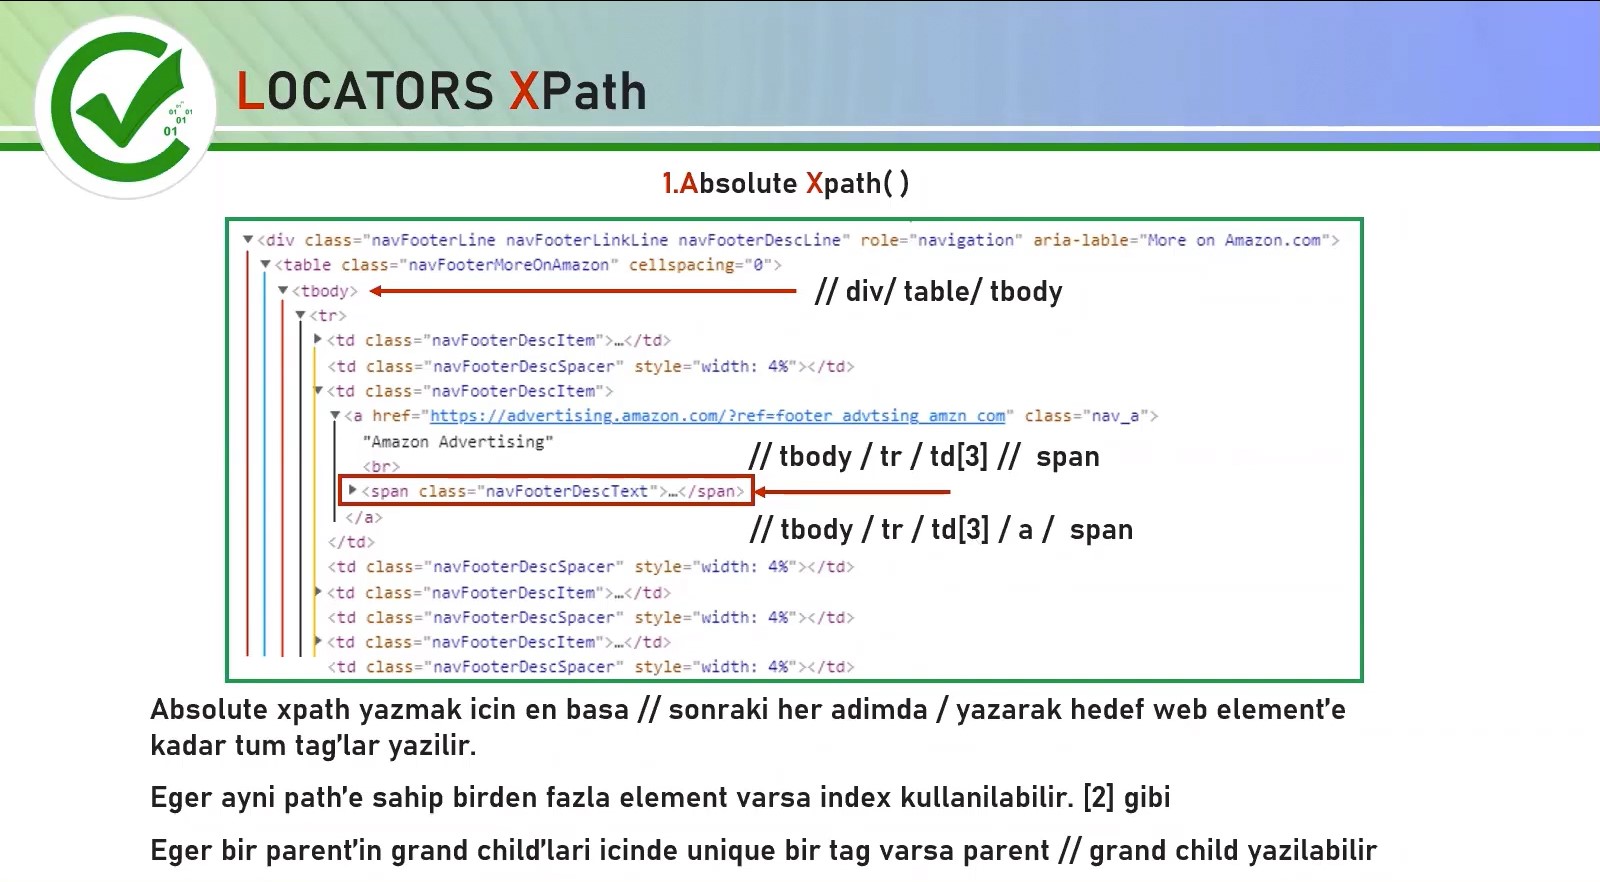 01 01
01
01
01
LOCATORS XPath
1.Absolute Xpath( )
<div class="navFooterLine navFooterLinkLine navFooterDescLine" role="navigation" aria-lable="More on Amazon.com">
<table class="navFooterMoreOnAmazon" cellspacing="0">
<tbody> // div/ table/ tbody
<tr>
<td class="navFooterDescItem">…</td>
<td class="navFooterDescSpacer" style="width: 4%"></td>
<td class="navFooterDescItem">
<a href="https://advertising.amazon.com/?ref=footer_advtsing_amzn_com" class="nav_a">
"Amazon Advertising"
// tbody / tr / td[3] // span
<br>
<span class="navFooterDescText">…</span>
</a>
// tbody / tr / td[3] / a / span
</td>
<td class="navFooterDescSpacer" style="width: 4%"></td>
<td class="navFooterDescItem">…</td>
<td class="navFooterDescSpacer" style="width: 4%"></td>
<td class="navFooterDescItem">…</td>
<td class="navFooterDescSpacer" style="width: 4%"></td>
Absolute xpath yazmak icin en basa // sonraki her adimda / yazarak hedef web element’e
kadar tum tag’lar yazilir.
Eger ayni path’e sahip birden fazla element varsa index kullanilabilir. [2] gibi
Eger bir parent’in grand child’lari icinde unique bir tag varsa parent // grand child yazilabilir